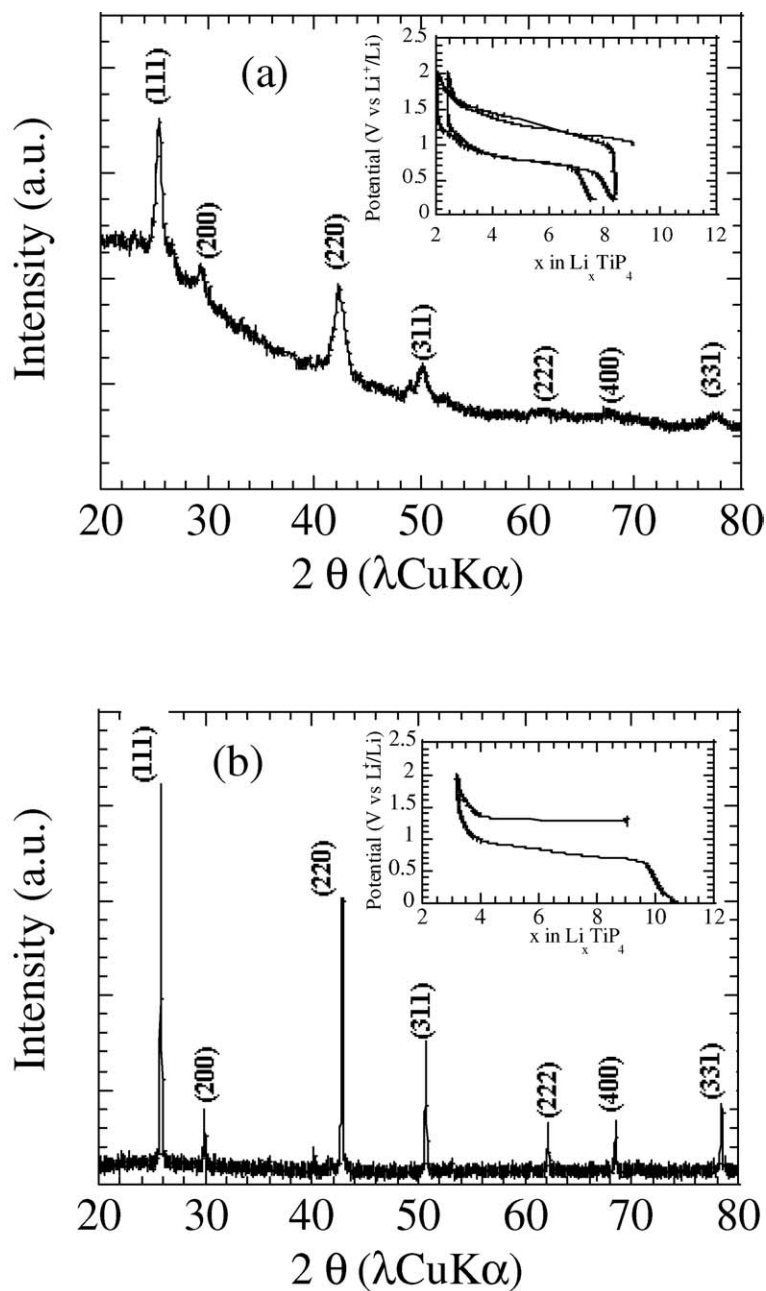 (a)
Intensity (a.u.)
(111)
(200)
(220)
(311)
(222)
(400)
(331)
20 30 40 50 60 70 80
2 θ (λCuKα)
Potential (V vs Li⁺/Li)
2.5
2
1.5
1
0.5
0
2 4 6 8 10 12
x in LiₓTiP₄
(b)
Intensity (a.u.)
(111)
(200)
(220)
(311)
(222)
(400)
(331)
20 30 40 50 60 70 80
2 θ (λCuKα)
Potential (V vs Li⁺/Li)
2.5
2
1.5
1
0.5
0
2 4 6 8 10 12
x in LiₓTiP₄